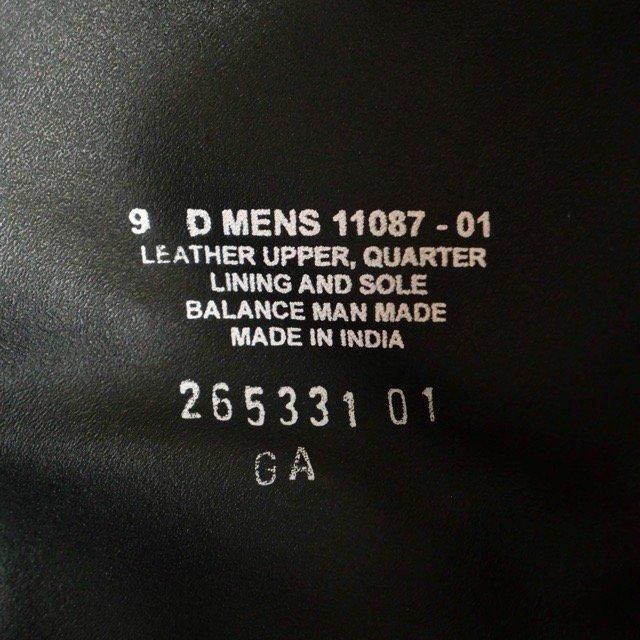 9 D MENS 11087 - 01
LEATHER UPPER, QUARTER
LINING AND SOLE
BALANCE MAN MADE
MADE IN INDIA
265331 01
GA